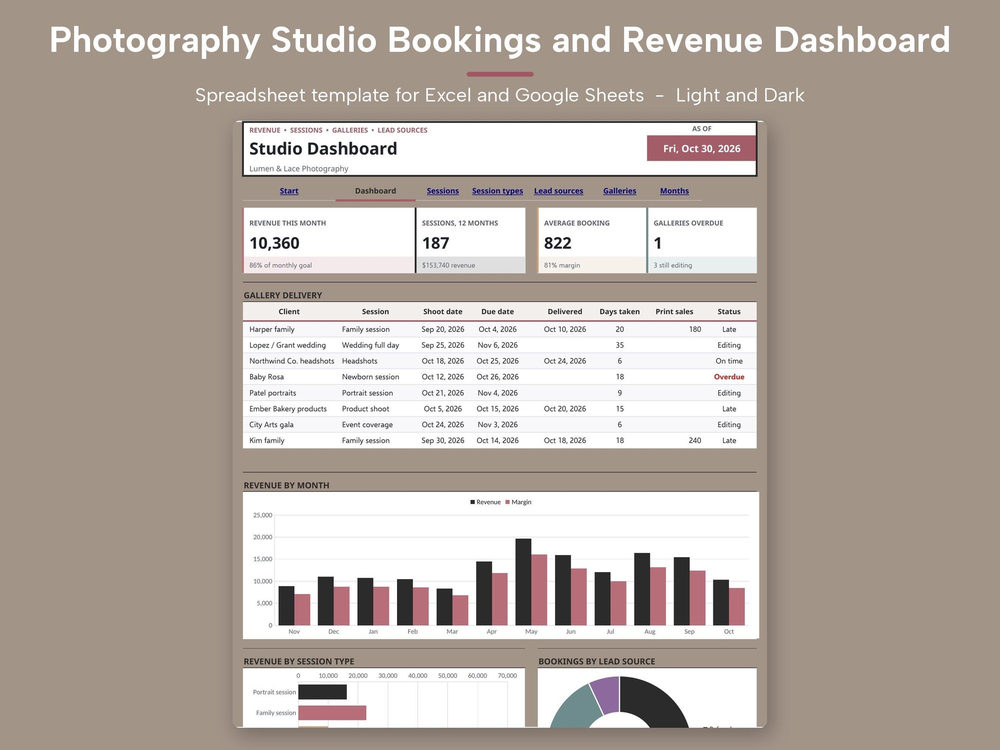 Photography Studio Bookings and Revenue Dashboard
Spreadsheet template for Excel and Google Sheets - Light and Dark
REVENUE • SESSIONS • GALLERIES • LEAD SOURCES
AS OF
Studio Dashboard
Fri, Oct 30, 2026
Lumen & Lace Photography
Start Dashboard Sessions Session types Lead sources Galleries Months
REVENUE THIS MONTH SESSIONS, 12 MONTHS AVERAGE BOOKING GALLERIES OVERDUE
10,360 187 822 1
86% of monthly goal $153,740 revenue 81% margin 3 still editing
GALLERY DELIVERY
Client Session Shoot date Due date Delivered Days taken Print sales Status
Harper family Family session Sep 20, 2026 Oct 4, 2026 Oct 10, 2026 20 180 Late
Lopez / Grant wedding Wedding full day Sep 25, 2026 Nov 6, 2026 35 Editing
Northwind Co. headshots Headshots Oct 18, 2026 Oct 25, 2026 Oct 24, 2026 6 On time
Baby Rosa Newborn session Oct 12, 2026 Oct 26, 2026 18 Overdue
Patel portraits Portrait session Oct 21, 2026 Nov 4, 2026 9 Editing
Ember Bakery products Product shoot Oct 5, 2026 Oct 15, 2026 Oct 20, 2026 15 Late
City Arts gala Event coverage Oct 24, 2026 Nov 3, 2026 6 Editing
Kim family Family session Sep 30, 2026 Oct 14, 2026 Oct 18, 2026 18 240 Late
REVENUE BY MONTH
Revenue Margin
25,000
20,000
15,000
10,000
5,000
0
Nov Dec Jan Feb Mar Apr May Jun Jul Aug Sep Oct
REVENUE BY SESSION TYPE BOOKINGS BY LEAD SOURCE
0 10,000 20,000 30,000 40,000 50,000 60,000 70,000
Portrait session
Family session